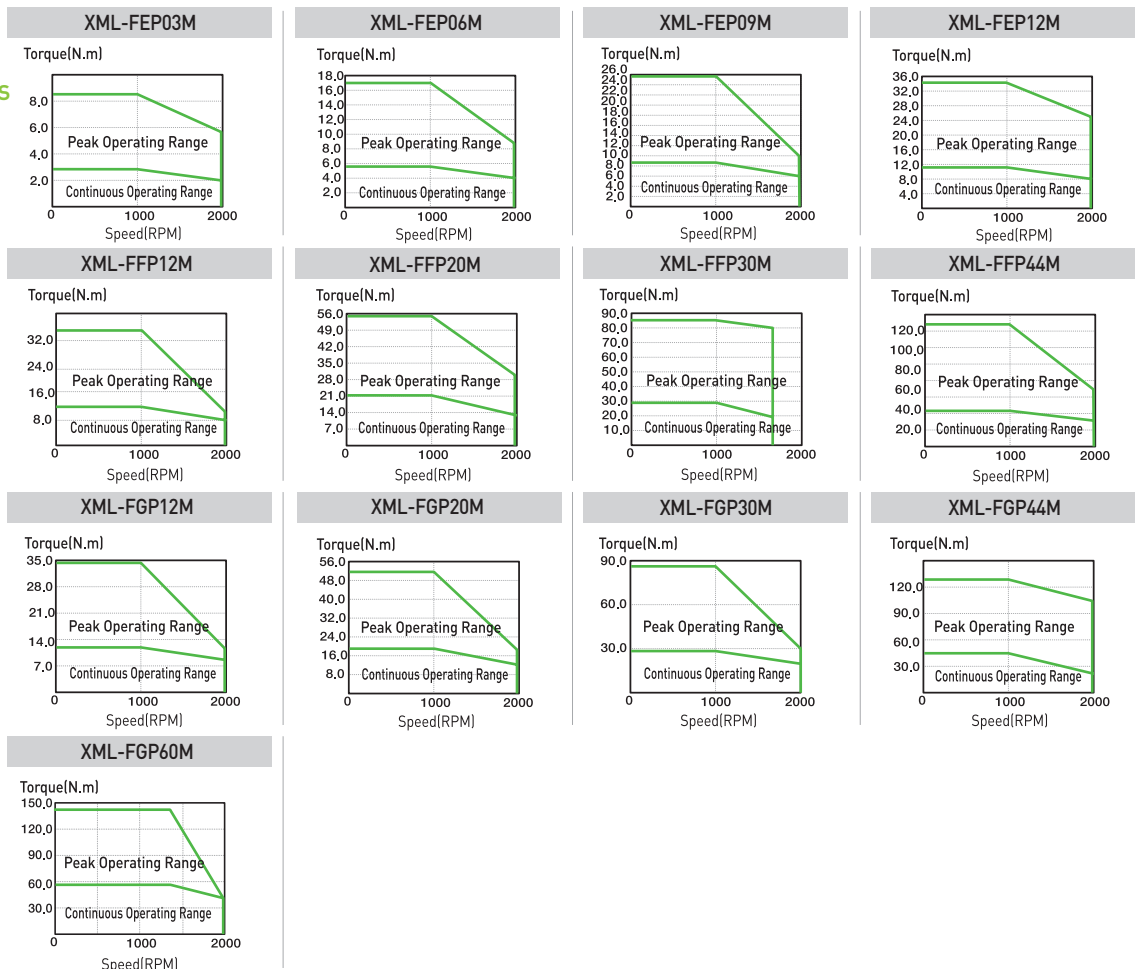 S
XML-FEP03M
Torque(N.m)
8.0
6.0
4.0
2.0
Peak Operating Range
Continuous Operating Range
0 1000 2000
Speed(RPM)
XML-FEP06M
Torque(N.m)
18.0
16.0
14.0
12.0
10.0
8.0
6.0
4.0
2.0
Peak Operating Range
Continuous Operating Range
0 1000 2000
Speed(RPM)
XML-FEP09M
Torque(N.m)
26.0
24.0
22.0
20.0
18.0
16.0
14.0
12.0
10.0
8.0
6.0
4.0
2.0
Peak Operating Range
Continuous Operating Range
0 1000 2000
Speed(RPM)
XML-FEP12M
Torque(N.m)
36.0
32.0
28.0
24.0
20.0
16.0
12.0
8.0
4.0
Peak Operating Range
Continuous Operating Range
0 1000 2000
Speed(RPM)
XML-FFP12M
Torque(N.m)
32.0
24.0
16.0
8.0
Peak Operating Range
Continuous Operating Range
0 1000 2000
Speed(RPM)
XML-FFP20M
Torque(N.m)
56.0
49.0
42.0
35.0
28.0
21.0
14.0
7.0
Peak Operating Range
Continuous Operating Range
0 1000 2000
Speed(RPM)
XML-FFP30M
Torque(N.m)
90.0
80.0
70.0
60.0
50.0
40.0
30.0
20.0
10.0
Peak Operating Range
Continuous Operating Range
0 1000 2000
Speed(RPM)
XML-FFP44M
Torque(N.m)
120.0
100.0
80.0
60.0
40.0
20.0
Peak Operating Range
Continuous Operating Range
0 1000 2000
Speed(RPM)
XML-FGP12M
Torque(N.m)
35.0
28.0
21.0
14.0
7.0
Peak Operating Range
Continuous Operating Range
0 1000 2000
Speed(RPM)
XML-FGP20M
Torque(N.m)
56.0
48.0
40.0
32.0
24.0
16.0
8.0
Peak Operating Range
Continuous Operating Range
0 1000 2000
Speed(RPM)
XML-FGP30M
Torque(N.m)
90.0
60.0
30.0
Peak Operating Range
Continuous Operating Range
0 1000 2000
Speed(RPM)
XML-FGP44M
Torque(N.m)
120.0
90.0
60.0
30.0
Peak Operating Range
Continuous Operating Range
0 1000 2000
Speed(RPM)
XML-FGP60M
Torque(N.m)
150.0
120.0
90.0
60.0
30.0
Peak Operating Range
Continuous Operating Range
0 1000 2000
Speed(RPM)